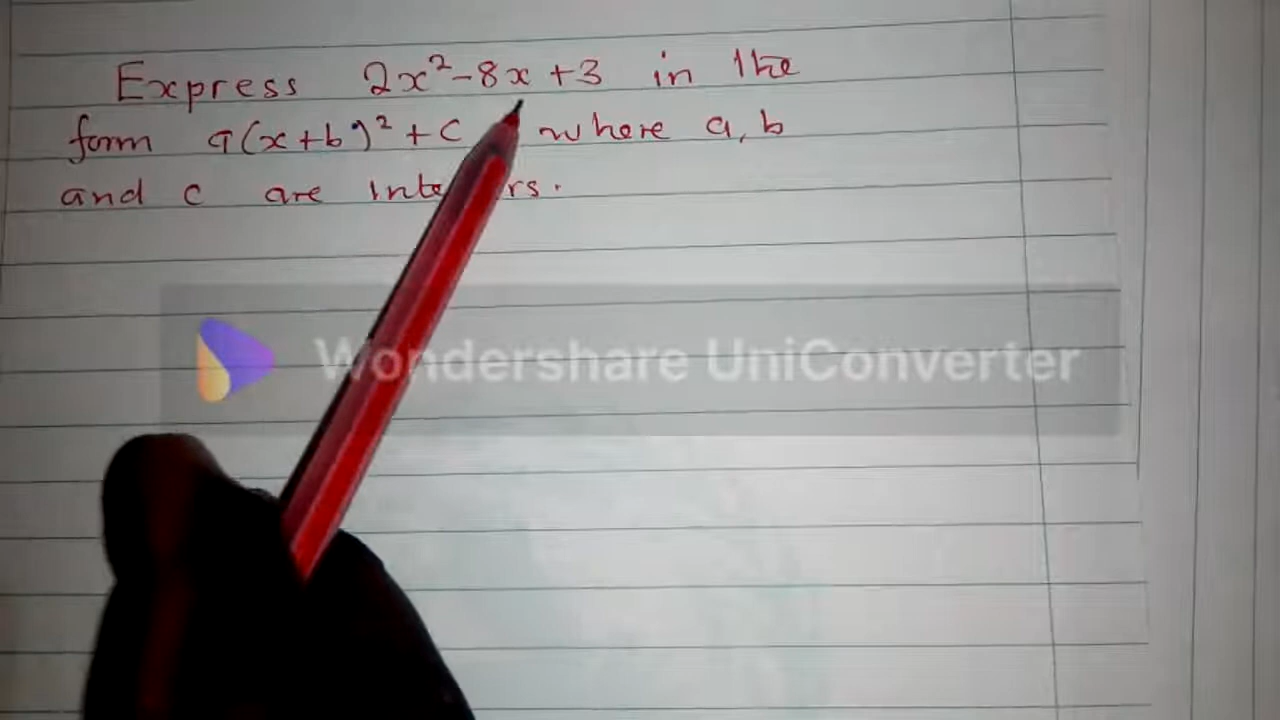 Express 2x²-8x+3 in the
form a(x+b)²+c where a, b
and c are
Wondershare UniConverter